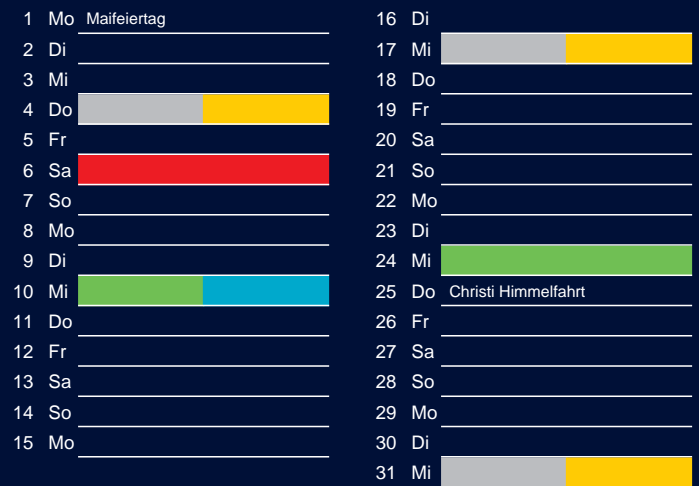 1 Mo Maifeiertag
2 Di
3 Mi
4 Do
5 Fr
6 Sa
7 So
8 Mo
9 Di
10 Mi
11 Do
12 Fr
13 Sa
14 So
15 Mo
16 Di
17 Mi
18 Do
19 Fr
20 Sa
21 So
22 Mo
23 Di
24 Mi
25 Do Christi Himmelfahrt
26 Fr
27 Sa
28 So
29 Mo
30 Di
31 Mi